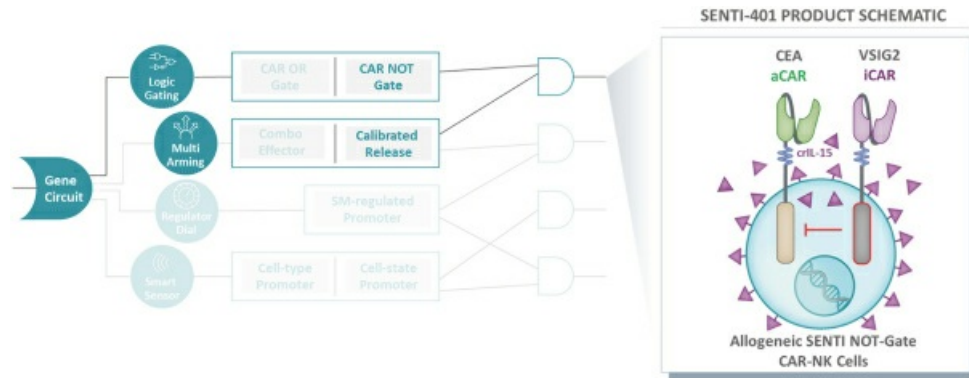 SENTI-401 PRODUCT SCHEMATIC
Logic
Gating
CAR OR
Gate
CAR NOT
Gate
CEA
aCAR
VSIG2
iCAR
Multi
Arming
Combo
Effector
Calibrated
Release
crIL-15
Gene
Circuit
Regulator
Dial
SM-regulated
Promoter
Smart
Sensor
Cell-type
Promoter
Cell-state
Promoter
Allogeneic SENTI NOT-Gate
CAR-NK Cells